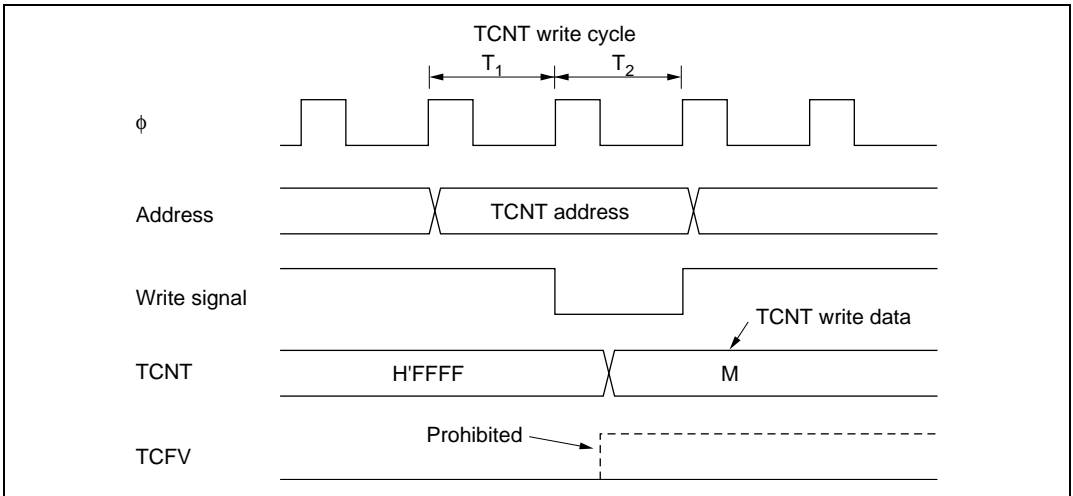 TCNT write cycle
T1 T2
ϕ
Address TCNT address
Write signal
TCNT write data
TCNT H'FFFF M
Prohibited
TCFV